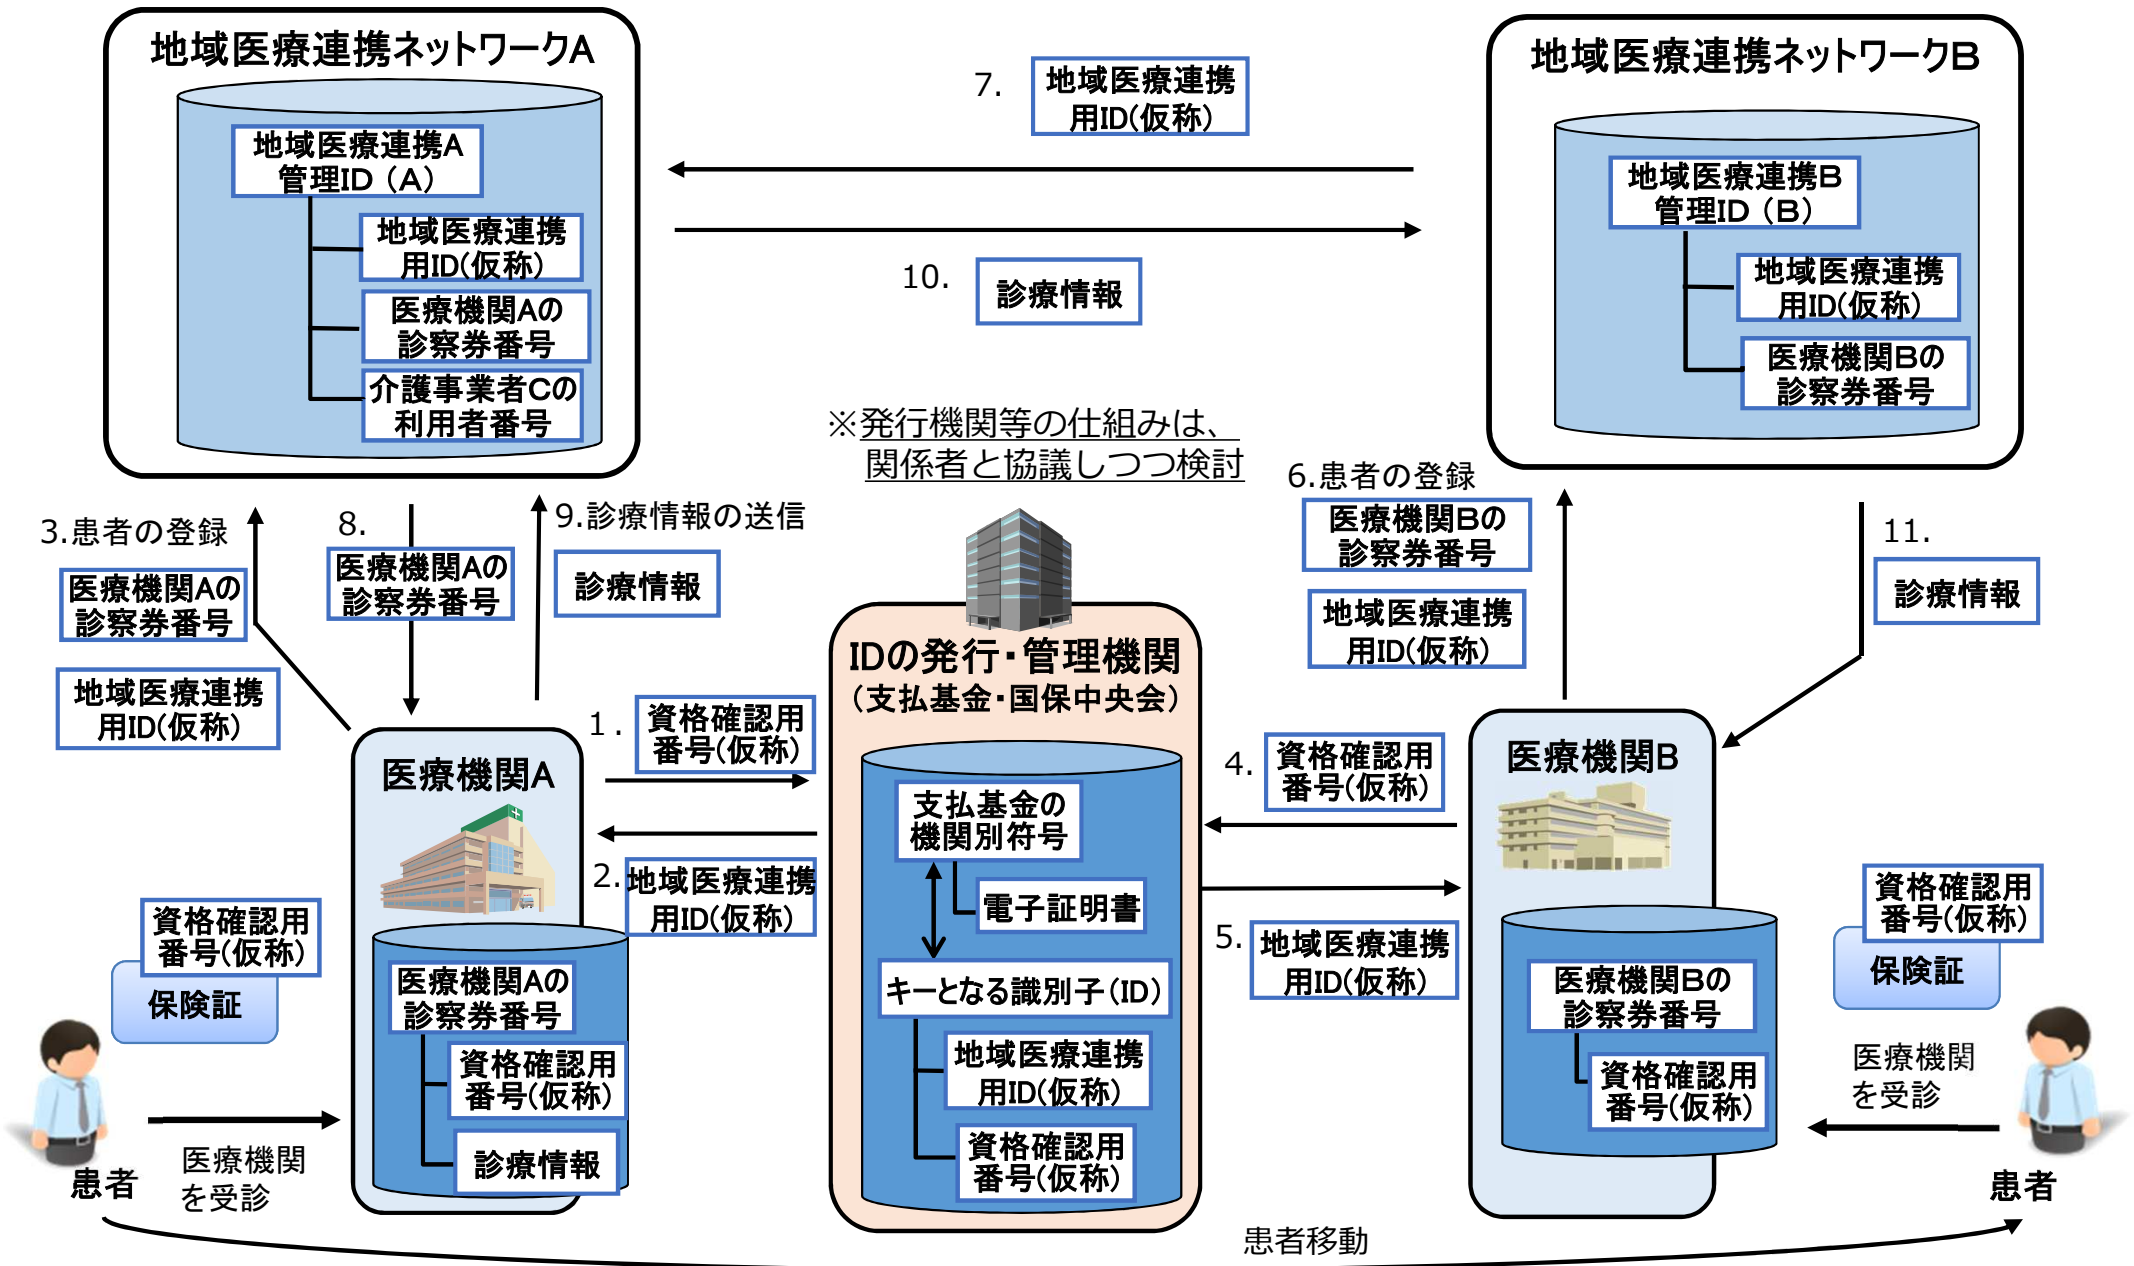 地域医療連携ネットワークA
地域医療連携A
管理ID（A）
地域医療連携
用ID(仮称)
医療機関Aの
診察券番号
介護事業者Cの
利用者番号
7.
地域医療連携
用ID(仮称)
10.
診療情報
地域医療連携ネットワークB
地域医療連携B
管理ID（B）
地域医療連携
用ID(仮称)
医療機関Bの
診察券番号
※発行機関等の仕組みは、
関係者と協議しつつ検討
3.患者の登録
医療機関Aの
診察券番号
地域医療連携
用ID(仮称)
8.
医療機関Aの
診察券番号
9.診療情報の送信
診療情報
6.患者の登録
医療機関Bの
診察券番号
地域医療連携
用ID(仮称)
11.
診療情報
医療機関A
1.
資格確認用
番号(仮称)
2.
地域医療連携
用ID(仮称)
医療機関Aの
診察券番号
資格確認用
番号(仮称)
診療情報
IDの発行・管理機関
（支払基金・国保中央会）
支払基金の
機関別符号
電子証明書
キーとなる識別子（ID）
地域医療連携
用ID(仮称)
資格確認用
番号(仮称)
4.
資格確認用
番号(仮称)
5.
地域医療連携
用ID(仮称)
医療機関B
医療機関Bの
診察券番号
資格確認用
番号(仮称)
資格確認用
番号(仮称)
保険証
患者
医療機関
を受診
資格確認用
番号(仮称)
保険証
医療機関
を受診
患者
患者移動